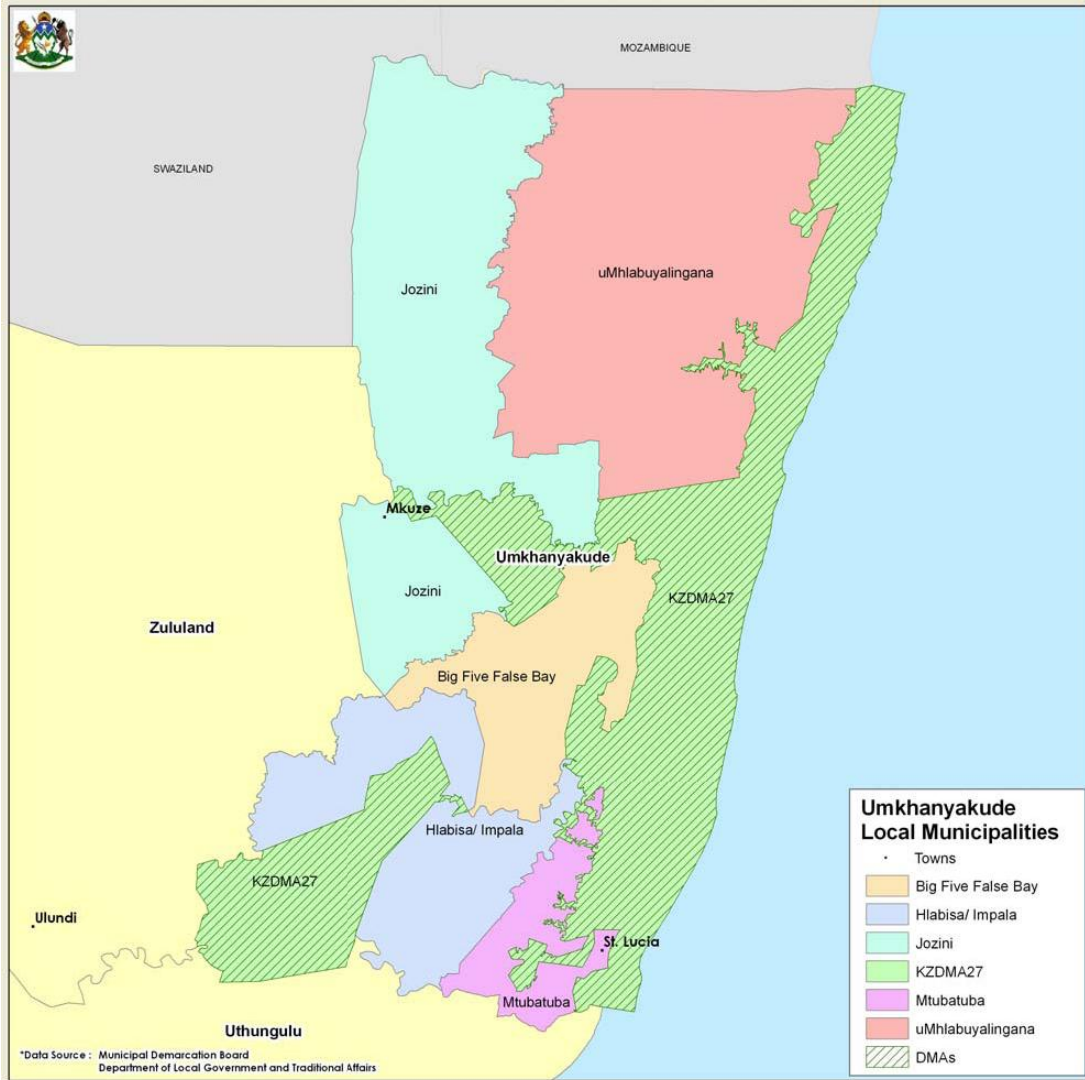 MOZAMBIQUE
SWAZILAND
uMhlabuyalingana
Jozini
Mkuze
Umkhanyakude
Jozini
KZDMA27
Zululand
Big Five False Bay
Hlabisa/ Impala
KZDMA27
Ulundi
St. Lucia
Mtubatuba
Uthungulu
*Data Source : Municipal Demarcation Board
Department of Local Government and Traditional Affairs
Umkhanyakude
Local Municipalities
Towns
Big Five False Bay
Hlabisa/ Impala
Jozini
KZDMA27
Mtubatuba
uMhlabuyalingana
DMAs